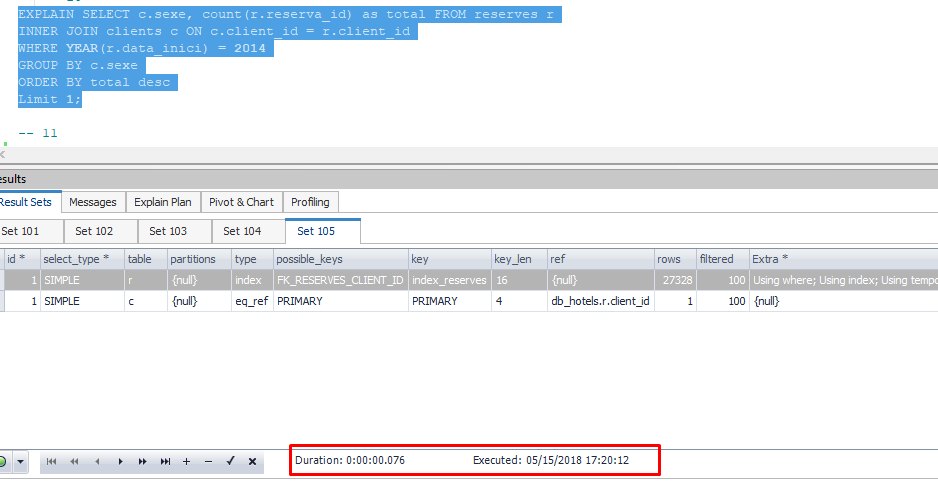 EXPLAIN SELECT c.sexe, count(r.reserva_id) as total FROM reserves r
INNER JOIN clients c ON c.client_id = r.client_id
WHERE YEAR(r.data_inici) = 2014
GROUP BY c.sexe
ORDER BY total desc
Limit 1;
-- 11
esults
Result Sets Messages Explain Plan Pivot & Chart Profiling
Set 101 Set 102 Set 103 Set 104 Set 105
id * select_type * table partitions type possible_keys key key_len ref rows filtered Extra *
1 SIMPLE r {null} index FK_RESERVES_CLIENT_ID index_reserves 16 {null} 27328 100 Using where; Using index; Using tempo
1 SIMPLE c {null} eq_ref PRIMARY PRIMARY 4 db_hotels.r.client_id 1 100 {null}
Duration: 0:00:00.076 Executed: 05/15/2018 17:20:12